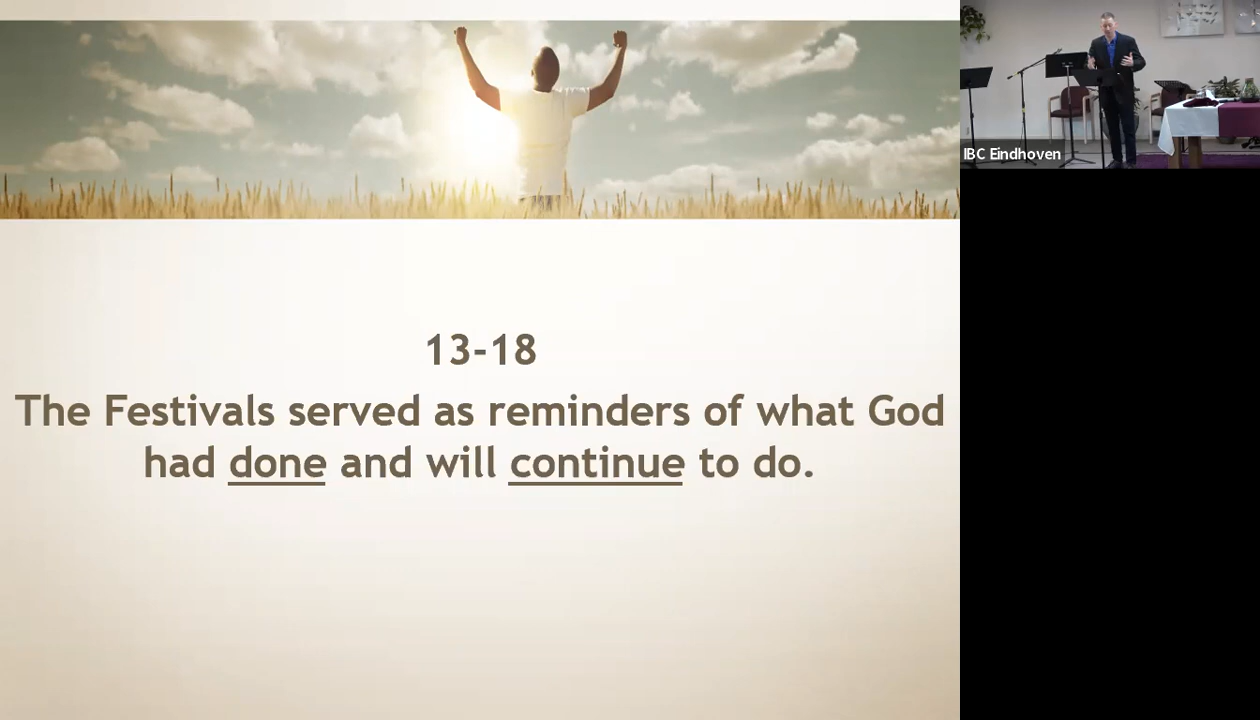 IBC Eindhoven
13-18
The Festivals served as reminders of what God
had done and will continue to do.